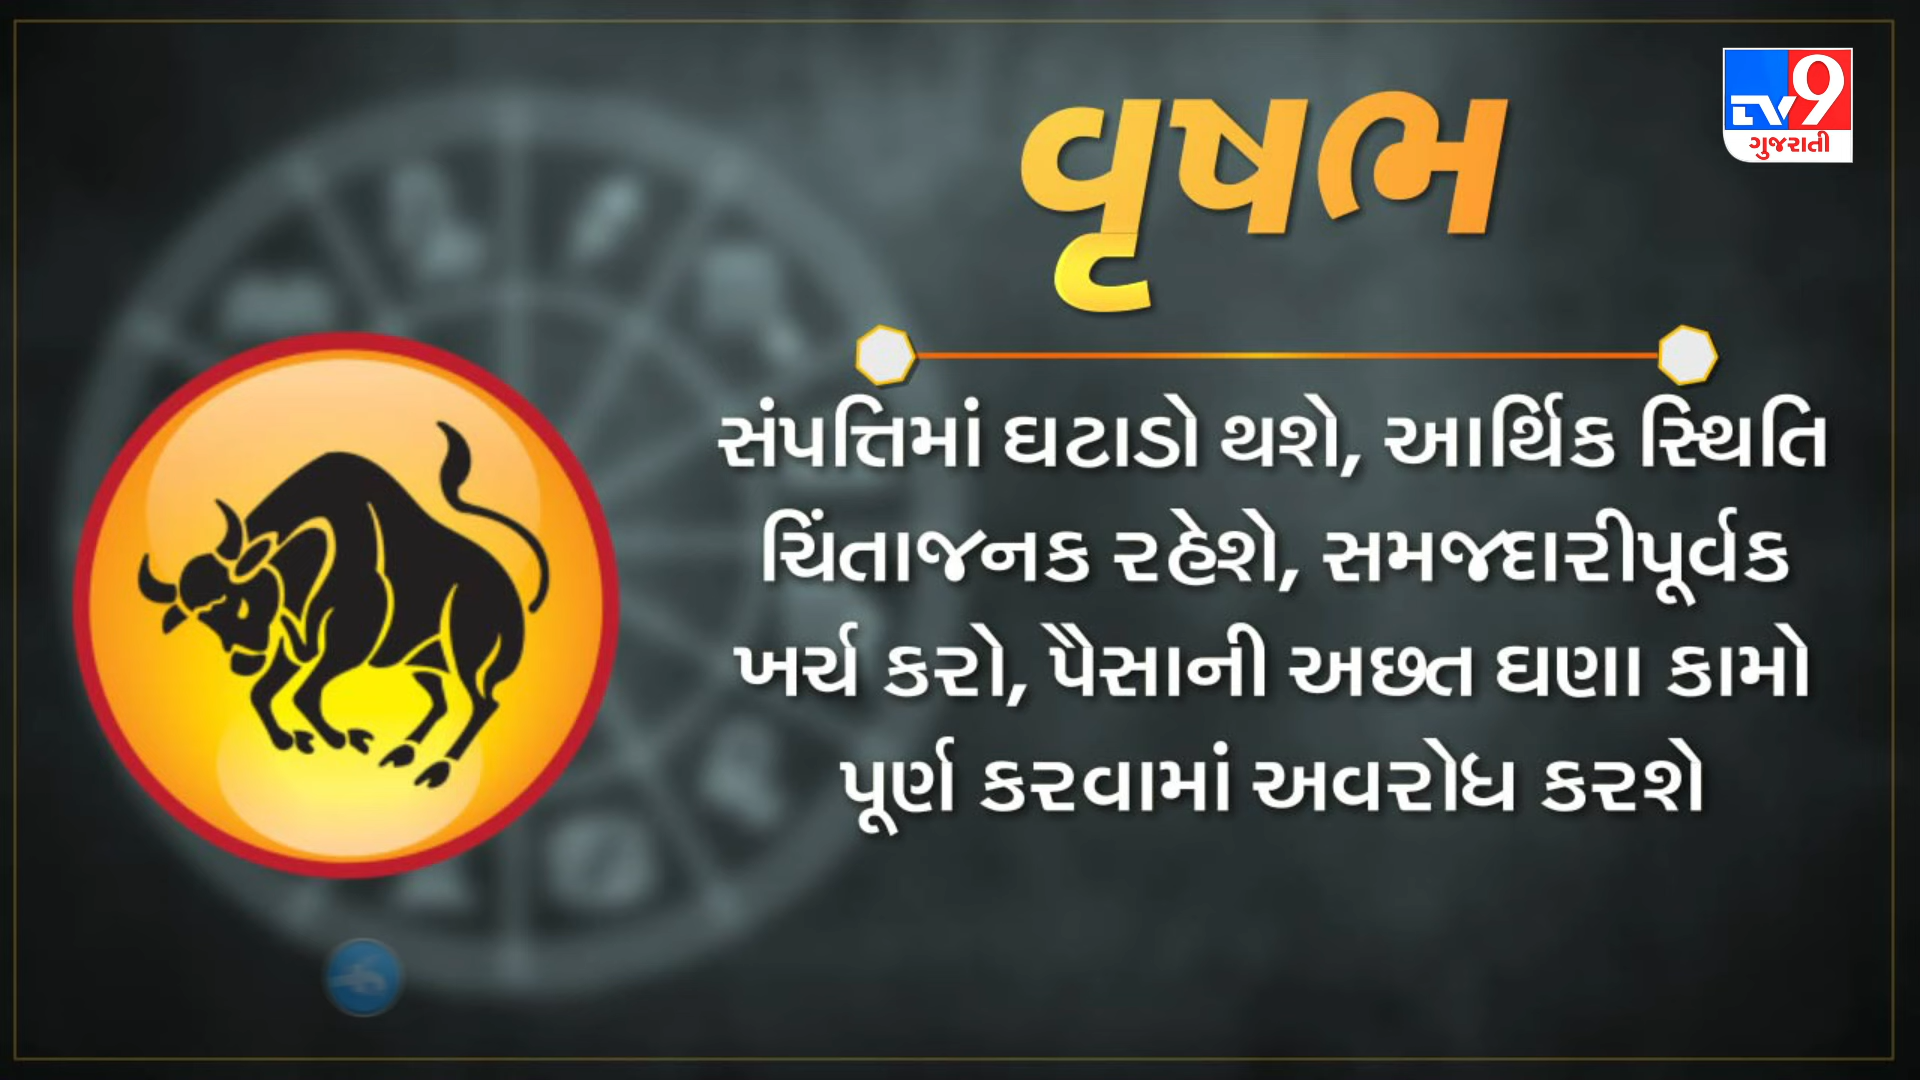 TV9
ગુજરાતી
વૃષભ
સંપત્તિમાં ઘટાડો થશે, આર્થિક સ્થિતિ
ચિંતાજનક રહેશે, સમજદારીપૂર્વક
ખર્ચ કરો, પૈસાની અછત ઘણા કામો
પૂર્ણ કરવામાં અવરોધ કરશે